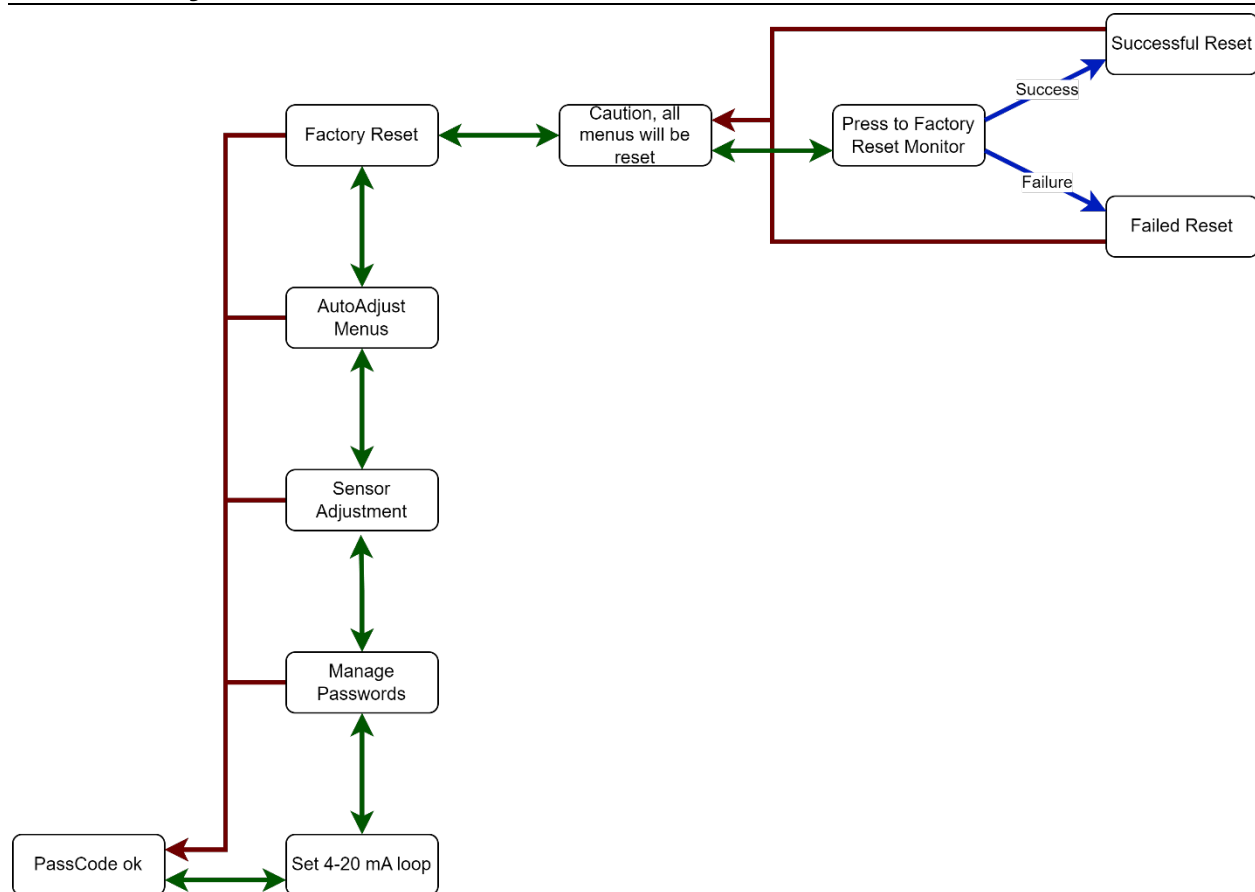 Successful Reset
Success
Factory Reset
Caution, all
menus will be
reset
Press to Factory
Reset Monitor
Failure
Failed Reset
AutoAdjust
Menus
Sensor
Adjustment
Manage
Passwords
PassCode ok
Set 4-20 mA loop